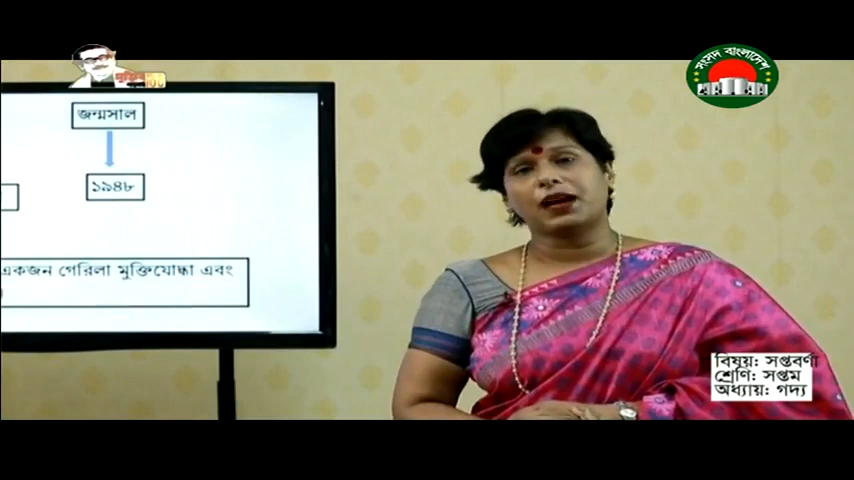 সংসদ বাংলাদেশ
জন্মসাল
১৯৪৮
একজন গেরিলা মুক্তিযোদ্ধা এবং
বিষয়: সপ্তবর্ণা
শ্রেণি: সপ্তম
অধ্যায়: গদ্য